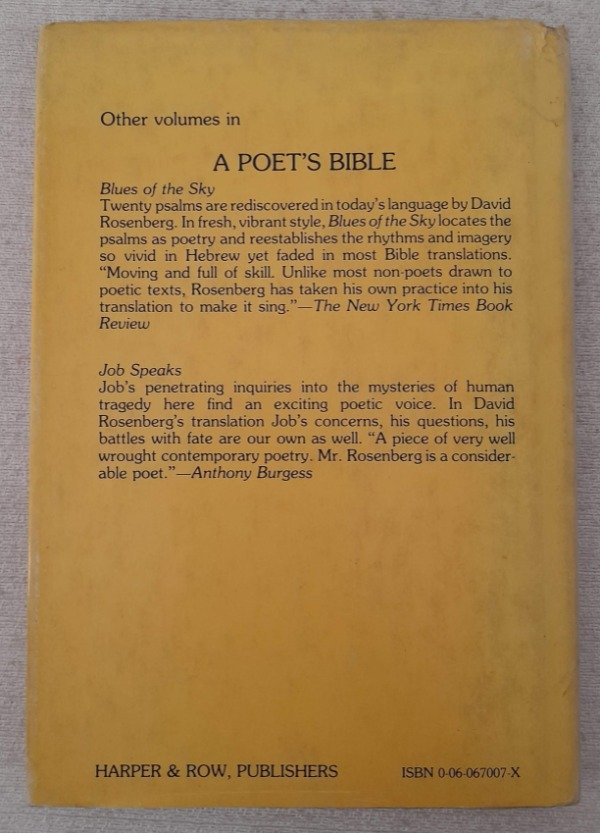 Other volumes in
A POET'S BIBLE
Blues of the Sky
Twenty psalms are rediscovered in today's language by David
Rosenberg. In fresh, vibrant style, Blues of the Sky locates the
psalms as poetry and reestablishes the rhythms and imagery
so vivid in Hebrew yet faded in most Bible translations.
“Moving and full of skill. Unlike most non-poets drawn to
poetic texts, Rosenberg has taken his own practice into his
translation to make it sing.”—The New York Times Book
Review
Job Speaks
Job's penetrating inquiries into the mysteries of human
tragedy here find an exciting poetic voice. In David
Rosenberg's translation Job's concerns, his questions, his
battles with fate are our own as well. “A piece of very well
wrought contemporary poetry. Mr. Rosenberg is a consider-
able poet.”—Anthony Burgess
HARPER & ROW, PUBLISHERS ISBN 0-06-067007-X